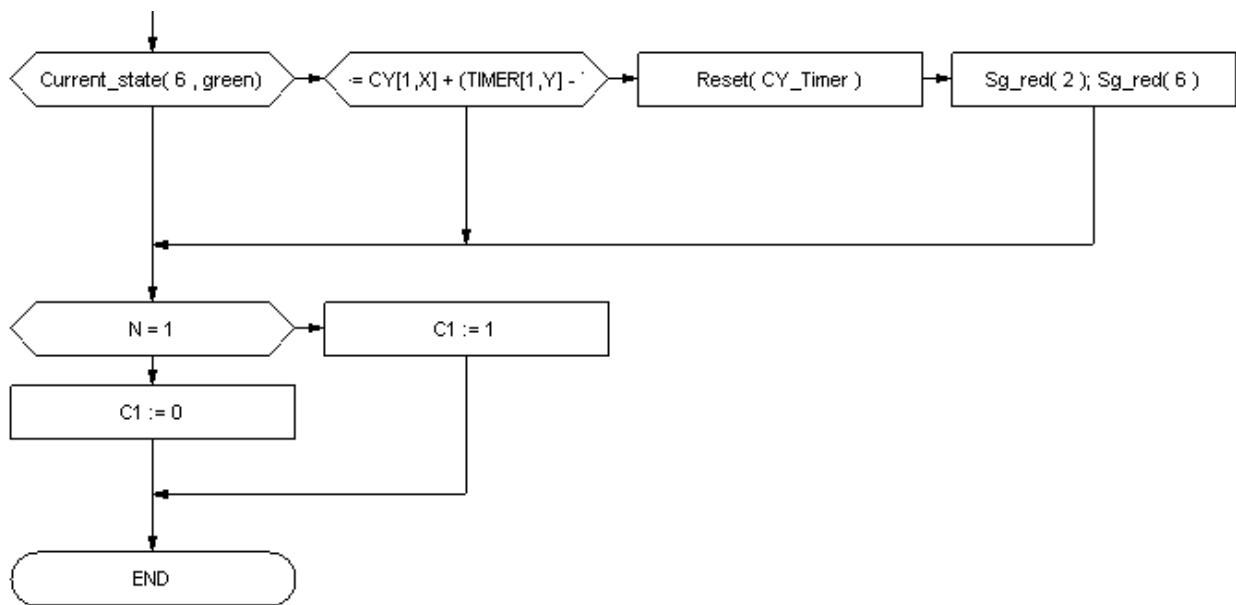 Current_state( 6 , green)
= CY[1,X] + (TIMER[1,Y] -
Reset( CY_Timer )
Sg_red( 2 ); Sg_red( 6 )
N = 1
C1 := 1
C1 := 0
END